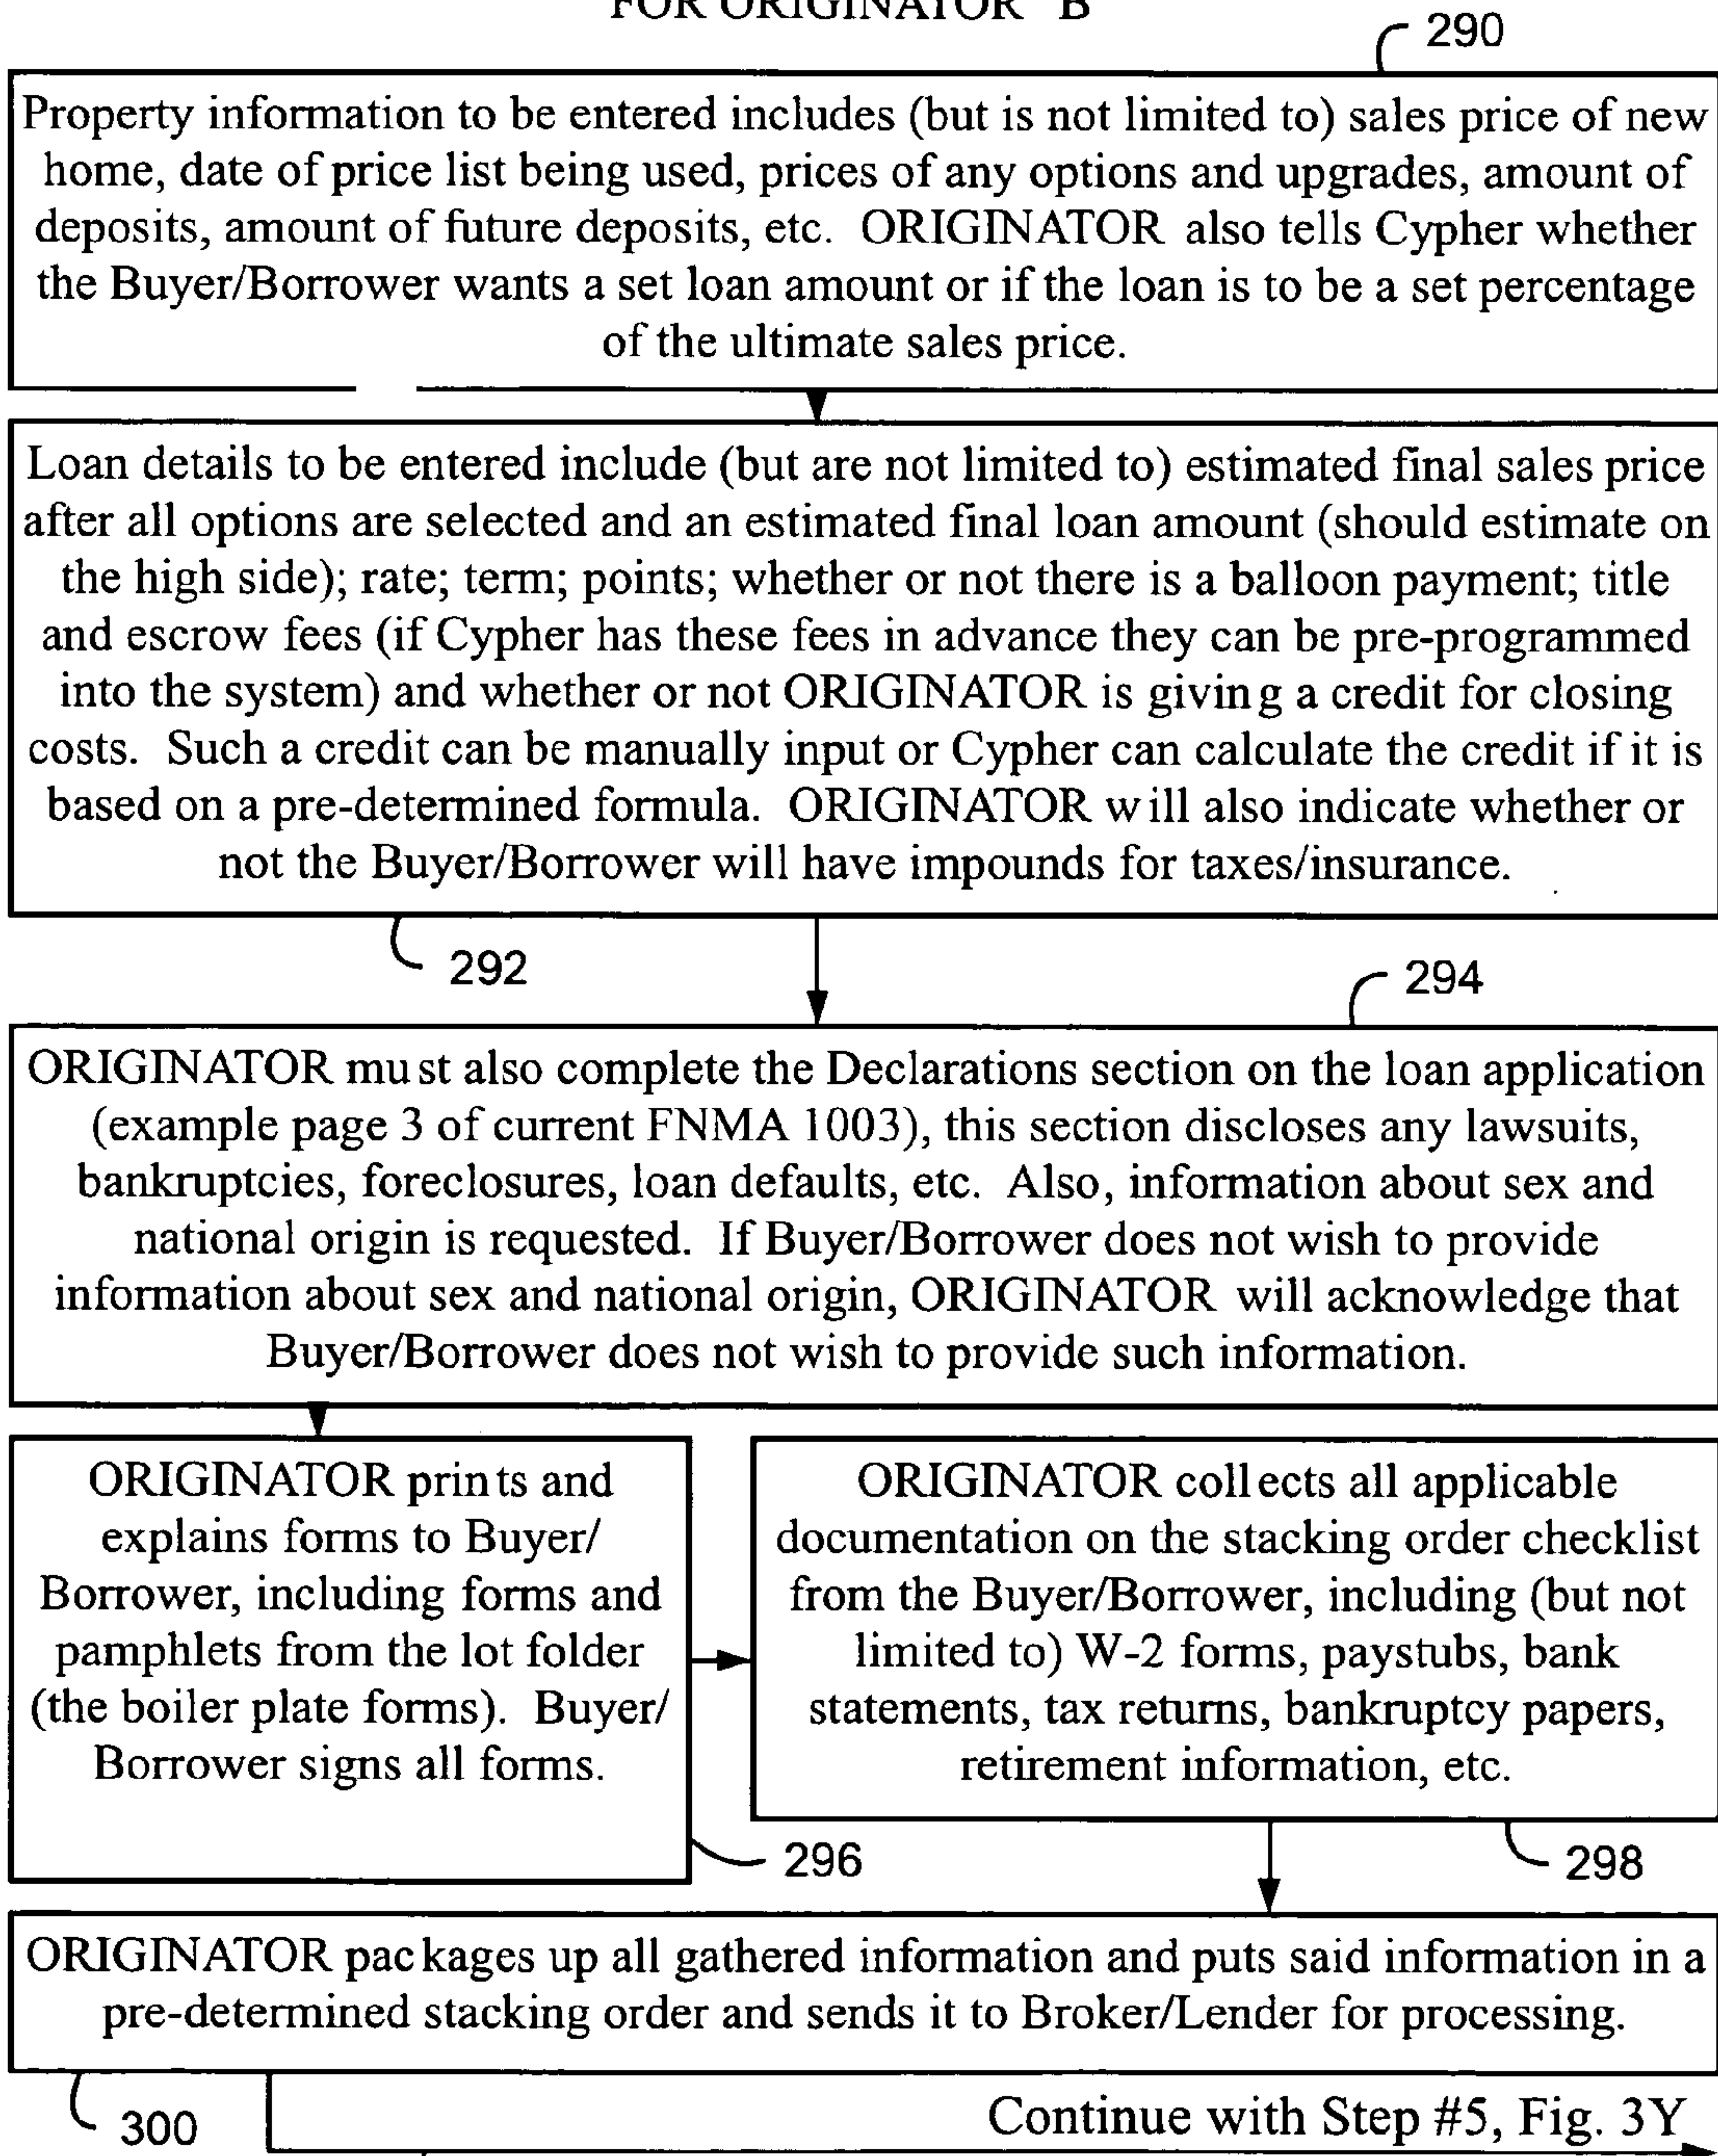 FOR ORIGINATOR "B"
290
Property information to be entered includes (but is not limited to) sales price of new
home, date of price list being used, prices of any options and upgrades, amount of
deposits, amount of future deposits, etc. ORIGINATOR also tells Cypher whether
the Buyer/Borrower wants a set loan amount or if the loan is to be a set percentage
of the ultimate sales price.
Loan details to be entered include (but are not limited to) estimated final sales price
after all options are selected and an estimated final loan amount (should estimate on
the high side); rate; term; points; whether or not there is a balloon payment; title
and escrow fees (if Cypher has these fees in advance they can be pre-programmed
into the system) and whether or not ORIGINATOR is giving a credit for closing
costs. Such a credit can be manually input or Cypher can calculate the credit if it is
based on a pre-determined formula. ORIGINATOR will also indicate whether or
not the Buyer/Borrower will have impounds for taxes/insurance.
292
294
ORIGINATOR must also complete the Declarations section on the loan application
(example page 3 of current FNMA 1003), this section discloses any lawsuits,
bankruptcies, foreclosures, loan defaults, etc. Also, information about sex and
national origin is requested. If Buyer/Borrower does not wish to provide
information about sex and national origin, ORIGINATOR will acknowledge that
Buyer/Borrower does not wish to provide such information.
ORIGINATOR prints and
explains forms to Buyer/
Borrower, including forms and
pamphlets from the lot folder
(the boiler plate forms). Buyer/
Borrower signs all forms.
296
ORIGINATOR collects all applicable
documentation on the stacking order checklist
from the Buyer/Borrower, including (but not
limited to) W-2 forms, paystubs, bank
statements, tax returns, bankruptcy papers,
retirement information, etc.
298
ORIGINATOR packages up all gathered information and puts said information in a
pre-determined stacking order and sends it to Broker/Lender for processing.
300
Continue with Step #5, Fig. 3Y